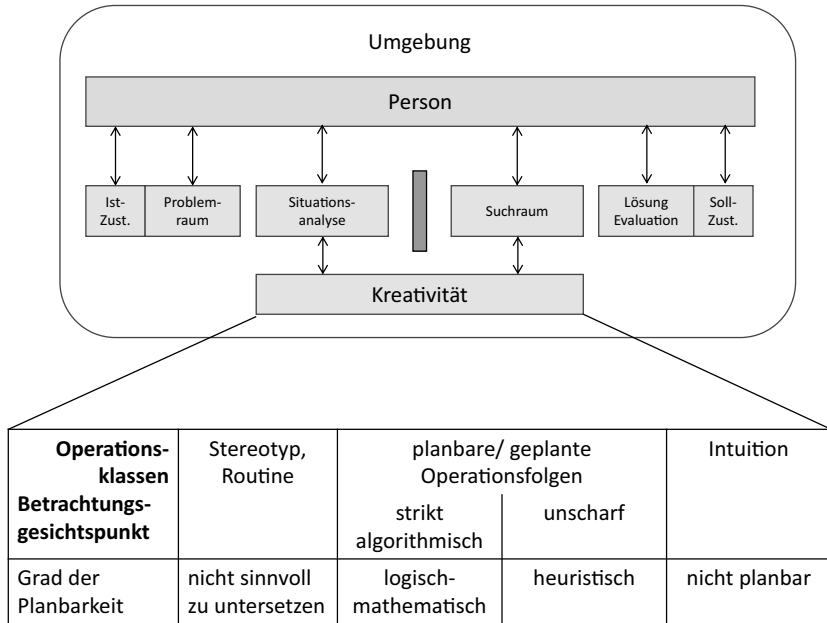 Umgebung
Person
Ist-
Zust.
Problem-
raum
Situations-
analyse
Suchraum
Lösung
Evaluation
Soll-
Zust.
Kreativität
Operations-
klassen
Betrachtungs-
gesichtspunkt
Stereotyp,
Routine
planbare/ geplante
Operationsfolgen
strikt
algorithmisch
unscharf
Intuition
Grad der
Planbarkeit
nicht sinnvoll
zu untersetzen
logisch-
mathematisch
heuristisch
nicht planbar